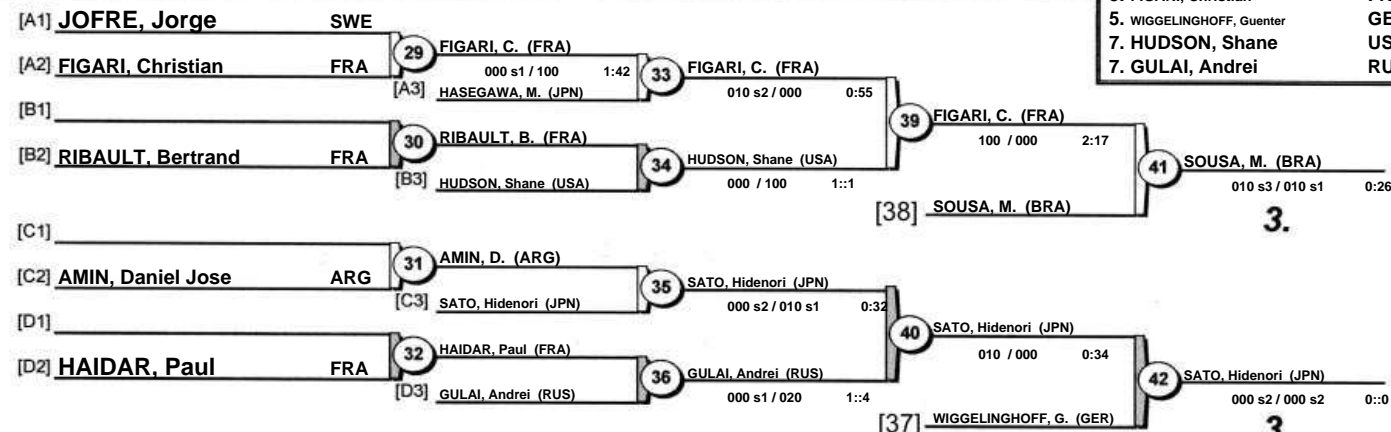 5. WIGGELINGHOFF, Guenter GE
7. HUDSON, Shane US
7. GULAI, Andrei RU
[A1] JOFRE, Jorge SWE
[A2] FIGARI, Christian FRA
29 FIGARI, C. (FRA)
000 s1 / 100 1:42
[A3] HASEGAWA, M. (JPN)
33 FIGARI, C. (FRA)
010 s2 / 000 0:55
[B1]
[B2] RIBAULT, Bertrand FRA
30 RIBAULT, B. (FRA)
[B3] HUDSON, Shane (USA)
34 HUDSON, Shane (USA)
000 / 100 1::1
39 FIGARI, C. (FRA)
100 / 000 2:17
[38] SOUSA, M. (BRA)
41 SOUSA, M. (BRA)
010 s3 / 010 s1 0:26
3.
[C1]
[C2] AMIN, Daniel Jose ARG
31 AMIN, D. (ARG)
[C3] SATO, Hidenori (JPN)
35 SATO, Hidenori (JPN)
000 s2 / 010 s1 0:32
[D1]
[D2] HAIDAR, Paul FRA
32 HAIDAR, Paul (FRA)
[D3] GULAI, Andrei (RUS)
36 GULAI, Andrei (RUS)
000 s1 / 020 1::4
40 SATO, Hidenori (JPN)
010 / 000 0:34
[37] WIGGELINGHOFF, G. (GER)
42 SATO, Hidenori (JPN)
000 s2 / 000 s2 0::0
3